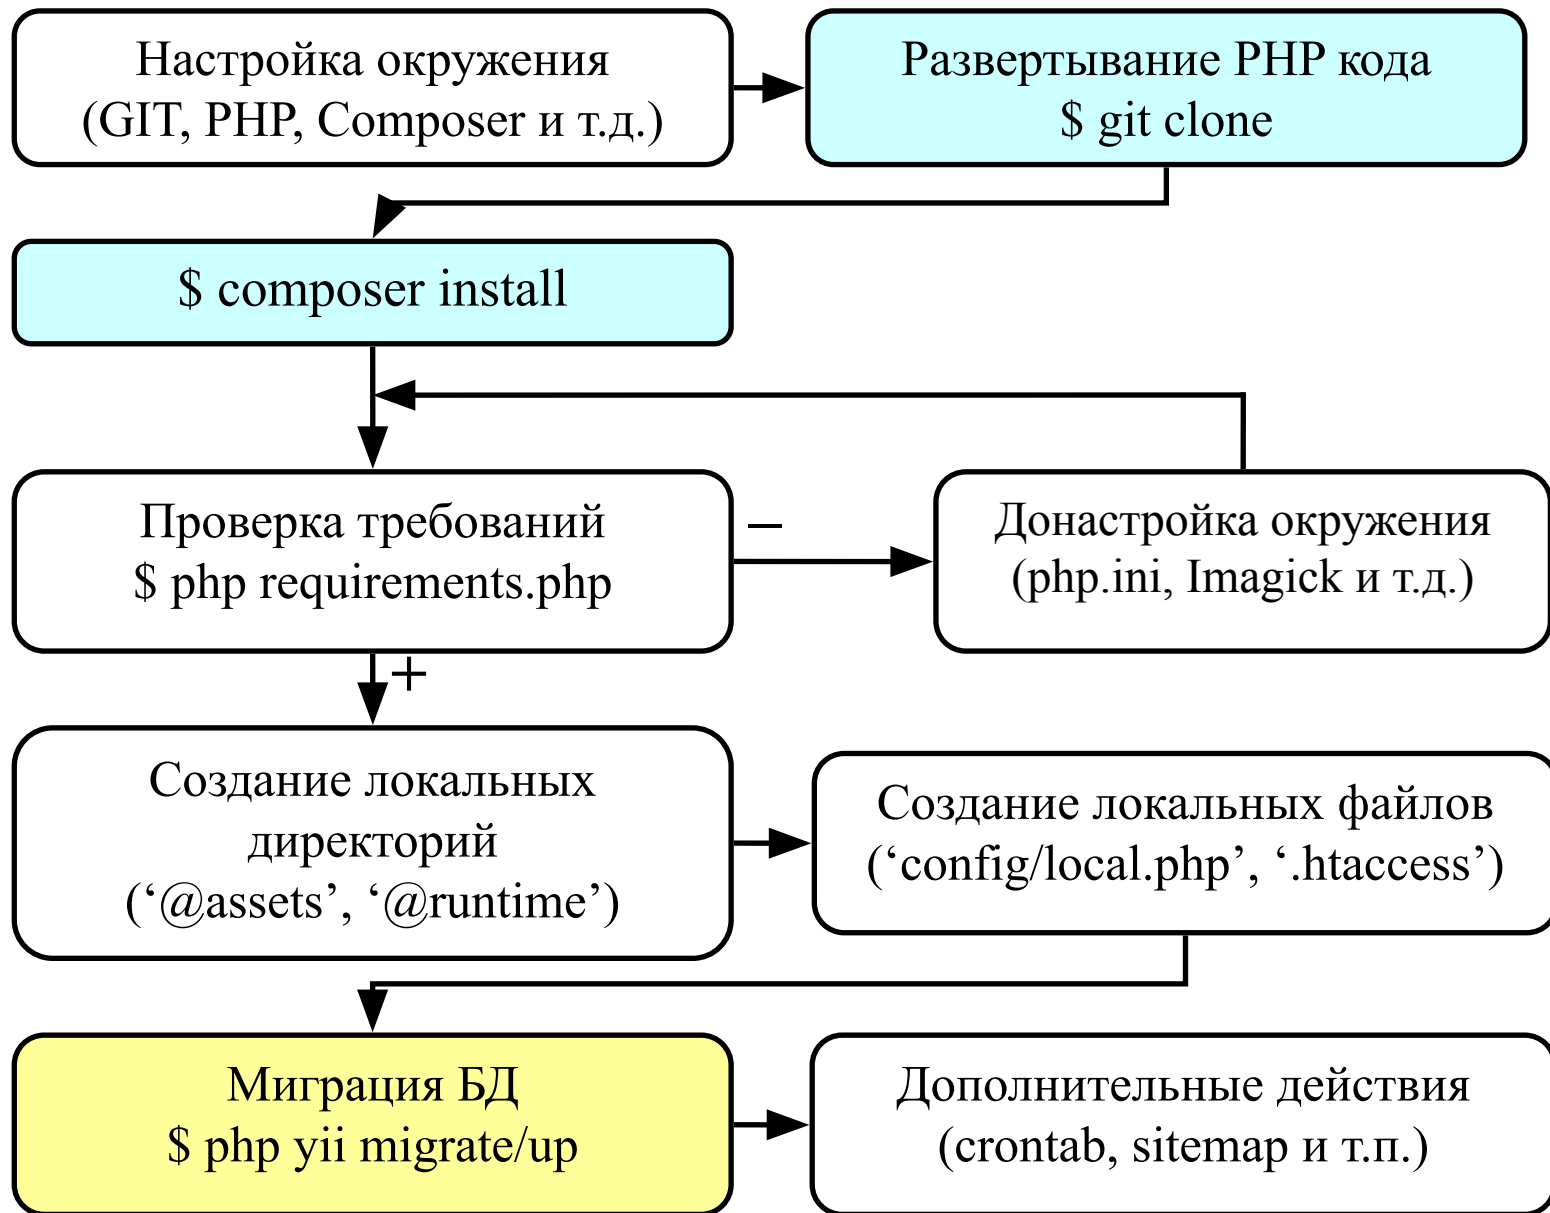 Настройка окружения
(GIT, PHP, Composer и т.д.)
Развертывание PHP кода
$ git clone
$ composer install
Проверка требований
$ php requirements.php
–
Донастройка окружения
(php.ini, Imagick и т.д.)
+
Создание локальных
директорий
(‘@assets’, ‘@runtime’)
Создание локальных файлов
(‘config/local.php’, ‘.htaccess’)
Миграция БД
$ php yii migrate/up
Дополнительные действия
(crontab, sitemap и т.п.)